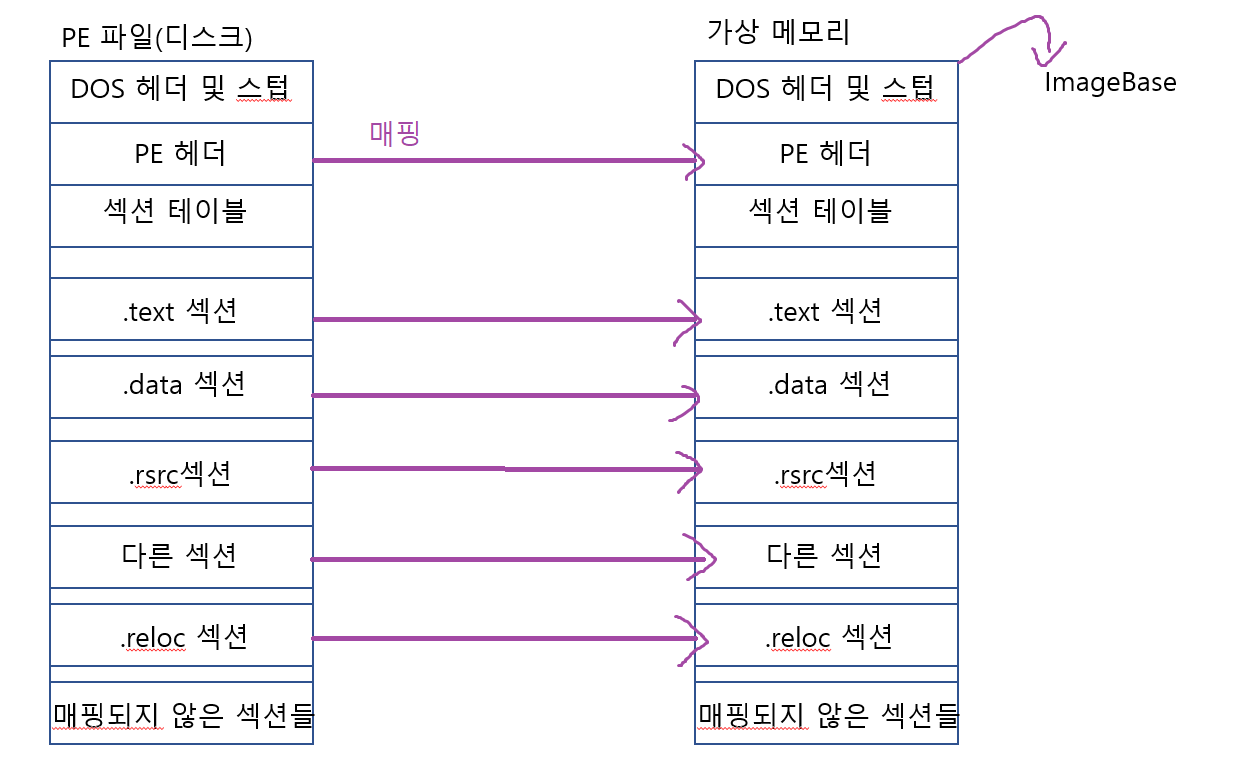 PE 파일(디스크)
DOS 헤더 및 스텁
PE 헤더
섹션 테이블
.text 섹션
.data 섹션
.rsrc섹션
다른 섹션
.reloc 섹션
매핑되지 않은 섹션들
매핑
가상 메모리
DOS 헤더 및 스텁
PE 헤더
섹션 테이블
.text 섹션
.data 섹션
.rsrc섹션
다른 섹션
.reloc 섹션
매핑되지 않은 섹션들
ImageBase